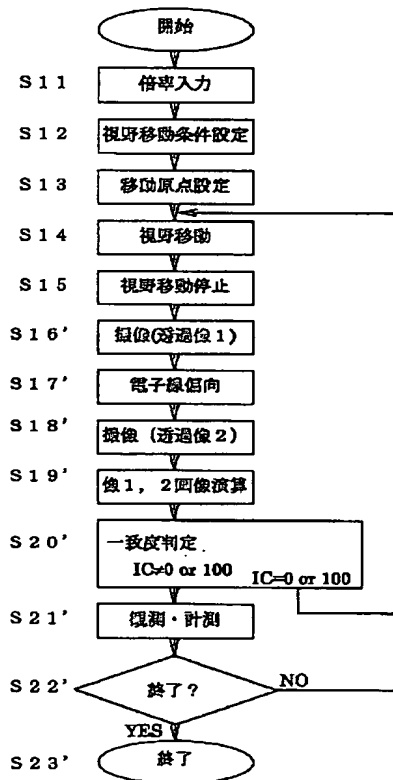 開始
S11 倍率入力
S12 視野移動条件設定
S13 移動原点設定
S14 視野移動
S15 視野移動停止
S16' 撮像(透過像1)
S17' 電子線偏向
S18' 撮像 (透過像2)
S19' 像1, 2画像演算
S20' 一致度判定
IC≠0 or 100
IC=0 or 100
S21' 観測・計測
S22' 終了?
NO
YES
S23' 終了